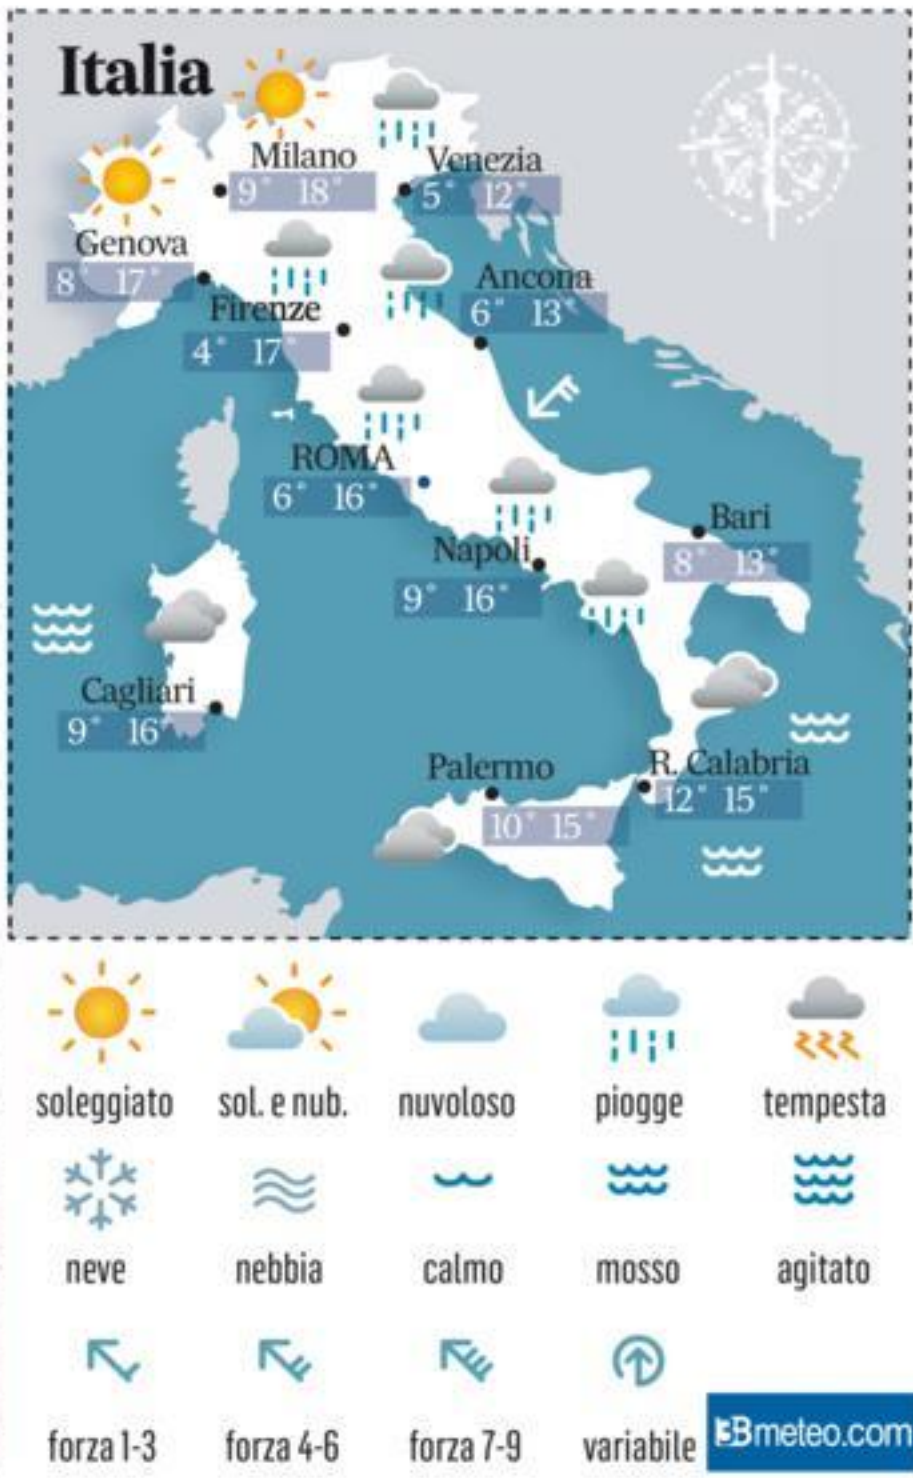 Italia
Milano
9° 18°
Venezia
5° 12°
Genova
8° 17°
Firenze
4° 17°
Ancona
6° 13°
ROMA
6° 16°
Bari
8° 13°
Napoli
9° 16°
Cagliari
9° 16°
Palermo
10° 15°
R. Calabria
12° 15°
soleggiato sol. e nub. nuvoloso piogge tempesta
neve nebbia calmo mosso agitato
forza 1-3 forza 4-6 forza 7-9 variabile
3Bmeteo.com